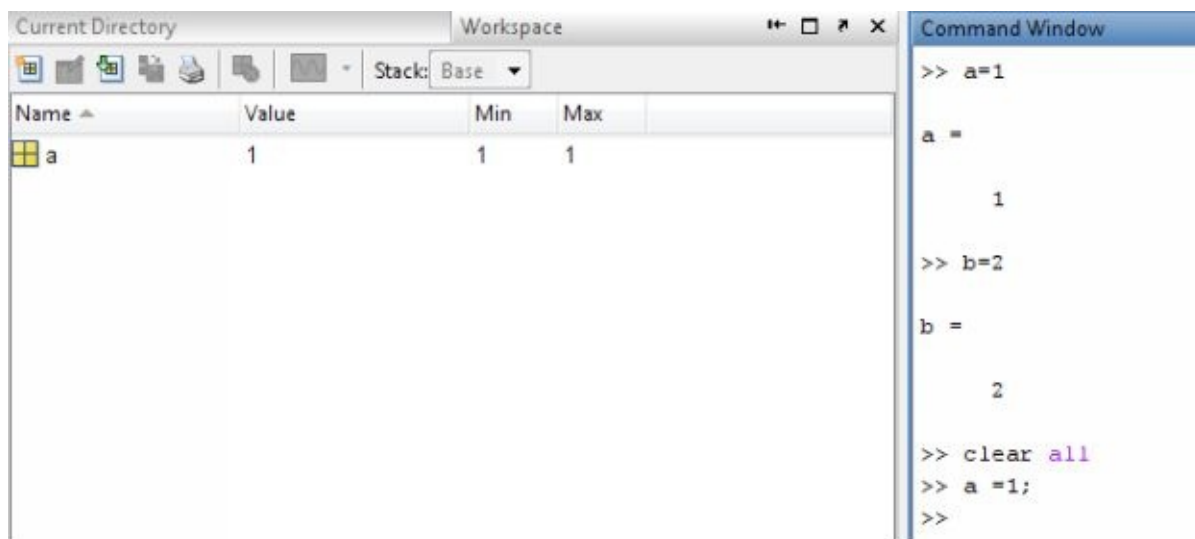 Current Directory
Workspace
Stack: Base
Name Value Min Max
a 1 1 1
Command Window
>> a=1
a =
1
>> b=2
b =
2
>> clear all
>> a =1;
>>